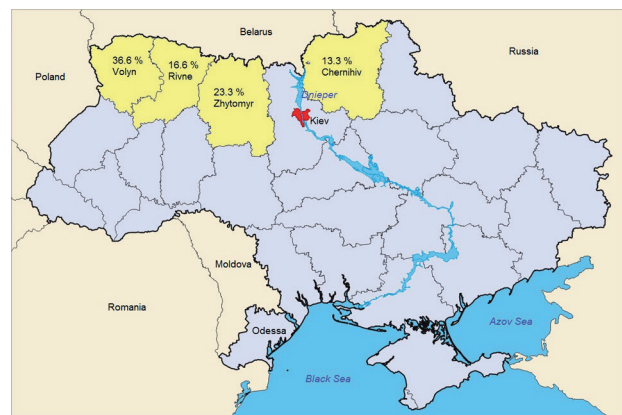 Belarus
Russia
Poland
36.6 %
Volyn
16.6 %
Rivne
23.3 %
Zhytomyr
13.3 %
Chernihiv
Dnieper
Kiev
Moldova
Romania
Odessa
Azov Sea
Black Sea